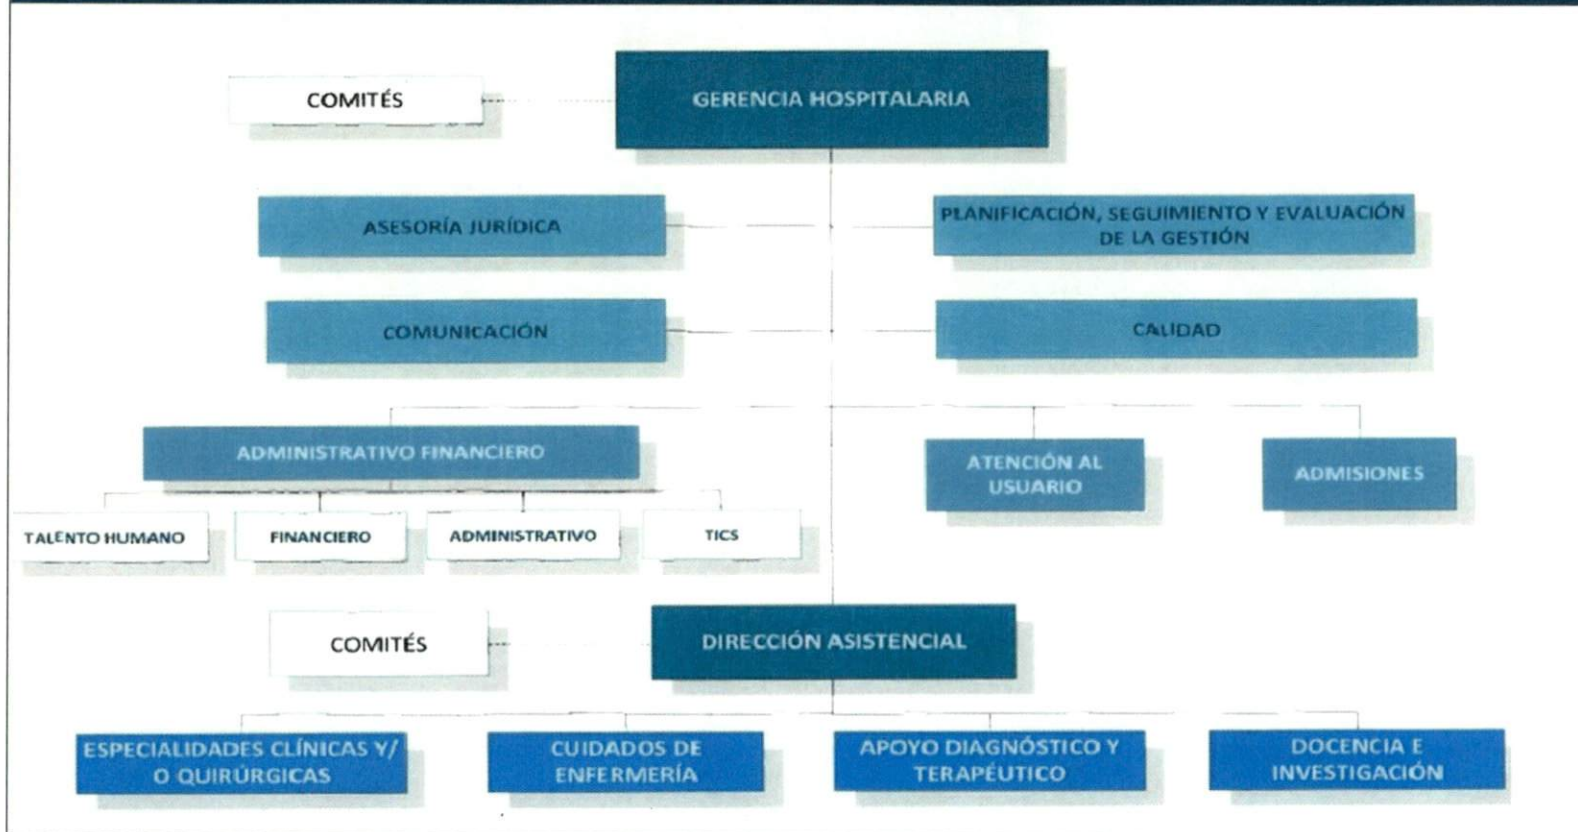 COMITÉS
GERENCIA HOSPITALARIA
ASESORÍA JURÍDICA
PLANIFICACIÓN, SEGUIMIENTO Y EVALUACIÓN
DE LA GESTIÓN
COMUNICACIÓN
CALIDAD
ADMINISTRATIVO FINANCIERO
ATENCIÓN AL
USUARIO
ADMISIONES
TALENTO HUMANO
FINANCIERO
ADMINISTRATIVO
TICS
COMITÉS
DIRECCIÓN ASISTENCIAL
ESPECIALIDADES CLÍNICAS Y/
O QUIRÚRGICAS
CUIDADOS DE
ENFERMERÍA
APOYO DIAGNÓSTICO Y
TERAPÉUTICO
DOCENCIA E
INVESTIGACIÓN